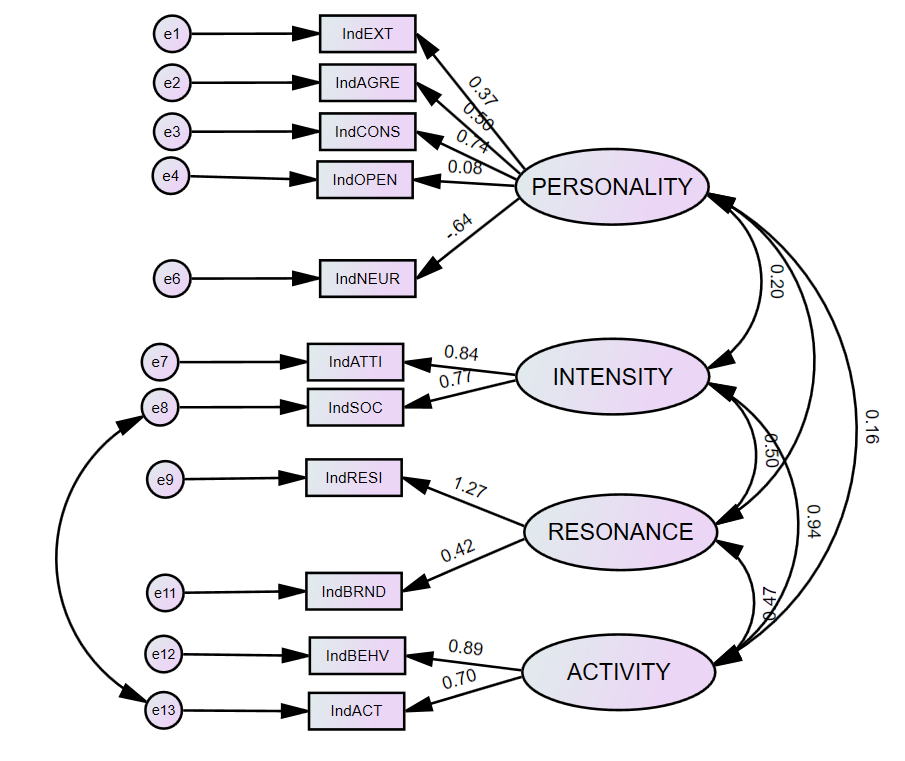 e1
IndEXT
0.37
e2
IndAGRE
0.50
e3
IndCONS
0.74
e4
IndOPEN
0.08
PERSONALITY
-.64
e6
IndNEUR
0.20
e7
IndATTI
0.84
INTENSITY
e8
IndSOC
0.77
0.16
0.50
e9
IndRESI
1.27
0.94
RESONANCE
0.42
e11
IndBRND
0.47
e12
IndBEHV
0.89
ACTIVITY
e13
IndACT
0.70